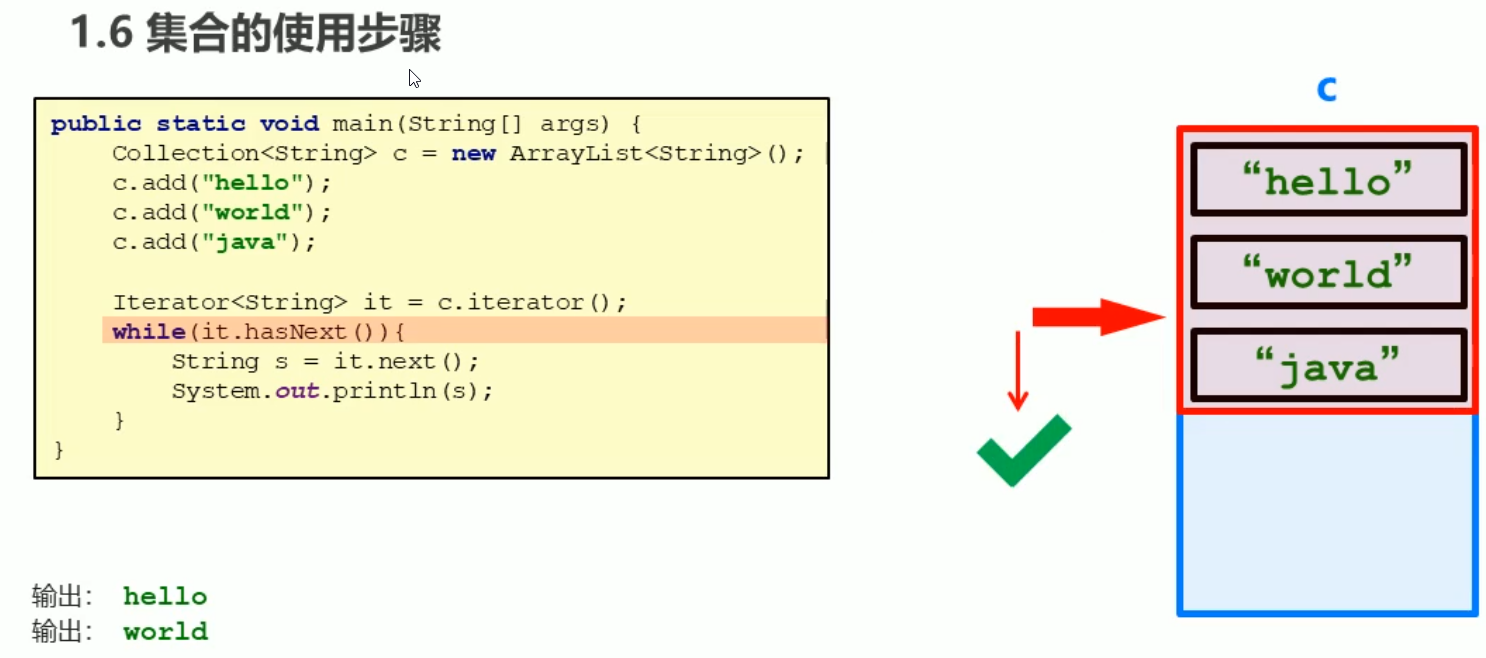 1.6 集合的使用步骤
public static void main(String[] args) {
Collection<String> c = new ArrayList<String>();
c.add("hello");
c.add("world");
c.add("java");
Iterator<String> it = c.iterator();
while(it.hasNext()){
String s = it.next();
System.out.println(s);
}
}
c
“hello”
“world”
“java”
输出： hello
输出： world